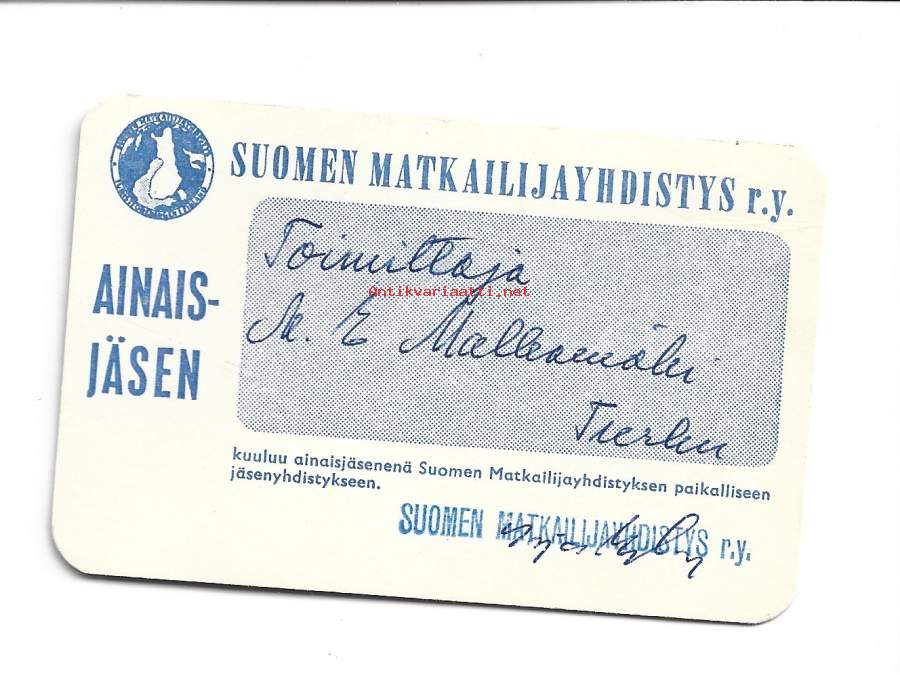 SUOMEN MATKAILIJAYHDISTYS r.y.
AINAIS-
JÄSEN
Toimittaja
Antikvariaatti.net
M. E. Malkamäki
Turku
kuuluu ainaisjäsenenä Suomen Matkailijayhdistyksen paikalliseen
jäsenyhdistykseen.
SUOMEN MATKAILIJAYHDISTYS r.y.